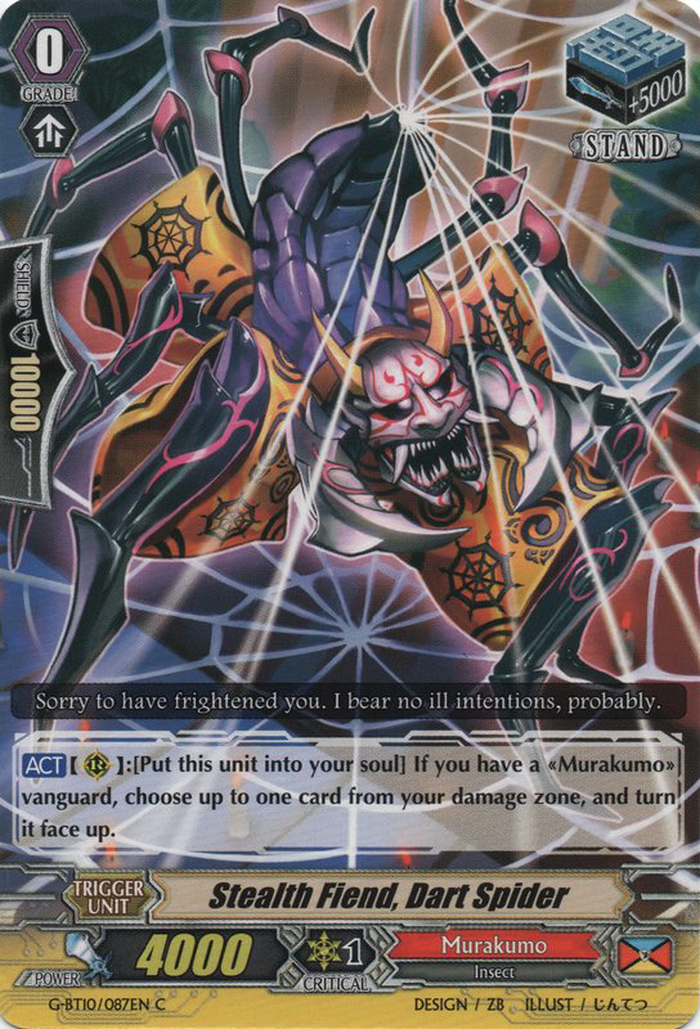 0
GRADE
+5000
STAND
SHIELD
10000
Sorry to have frightened you. I bear no ill intentions, probably.
ACT【 R 】:[Put this unit into your soul] If you have a «Murakumo»
vanguard, choose up to one card from your damage zone, and turn
it face up.
TRIGGER
UNIT
Stealth Fiend, Dart Spider
POWER
4000
1
CRITICAL
Murakumo
Insect
G-BT10/087EN C
DESIGN / ZB
ILLUST / じんてつ